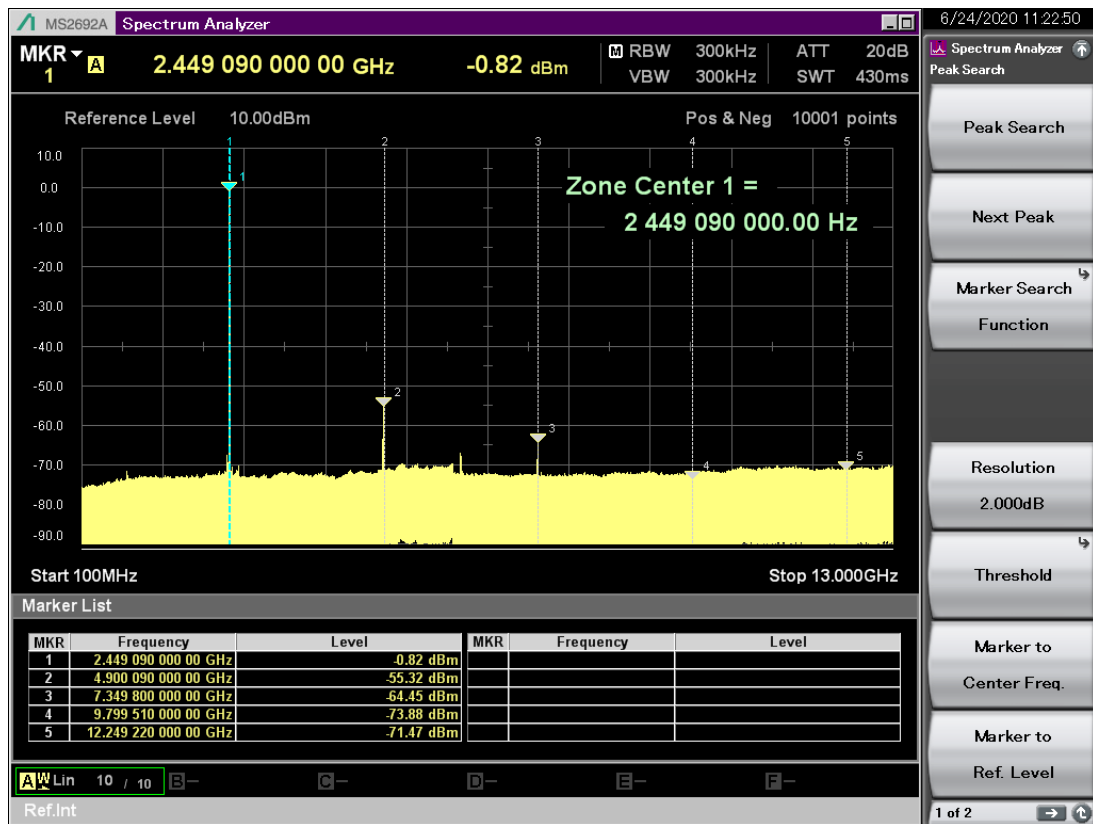 MS2692A Spectrum Analyzer
6/24/2020 11:22:50
MKR A 2.449 090 000 00 GHz -0.82 dBm M RBW 300kHz ATT 20dB
1 VBW 300kHz SWT 430ms
Reference Level 10.00dBm Pos & Neg 10001 points
1 2 3 4 5
10.0
0.0
-10.0
-20.0
-30.0
-40.0
-50.0
-60.0
-70.0
-80.0
-90.0
1
2
3
4
5
Zone Center 1 =
2 449 090 000.00 Hz
Start 100MHz Stop 13.000GHz
Marker List
MKR Frequency Level MKR Frequency Level
1 2.449 090 000 00 GHz -0.82 dBm
2 4.900 090 000 00 GHz -55.32 dBm
3 7.349 800 000 00 GHz -64.45 dBm
4 9.799 510 000 00 GHz -73.88 dBm
5 12.249 220 000 00 GHz -71.47 dBm
A W Lin 10 / 10 B— C— D— E— F—
Ref.Int
Spectrum Analyzer
Peak Search
Peak Search
Next Peak
Marker Search
Function
Resolution
2.000dB
Threshold
Marker to
Center Freq.
Marker to
Ref. Level
1 of 2